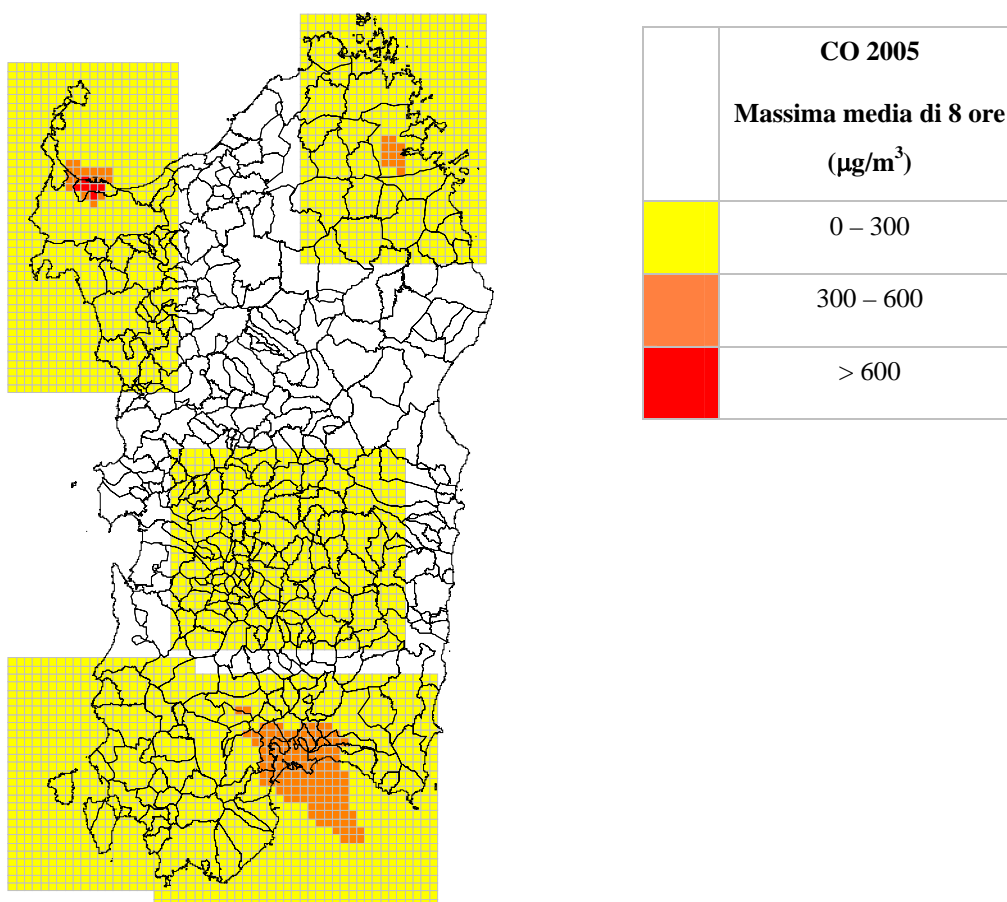 CO 2005
Massima media di 8 ore
(μg/m³)
0 – 300
300 – 600
> 600